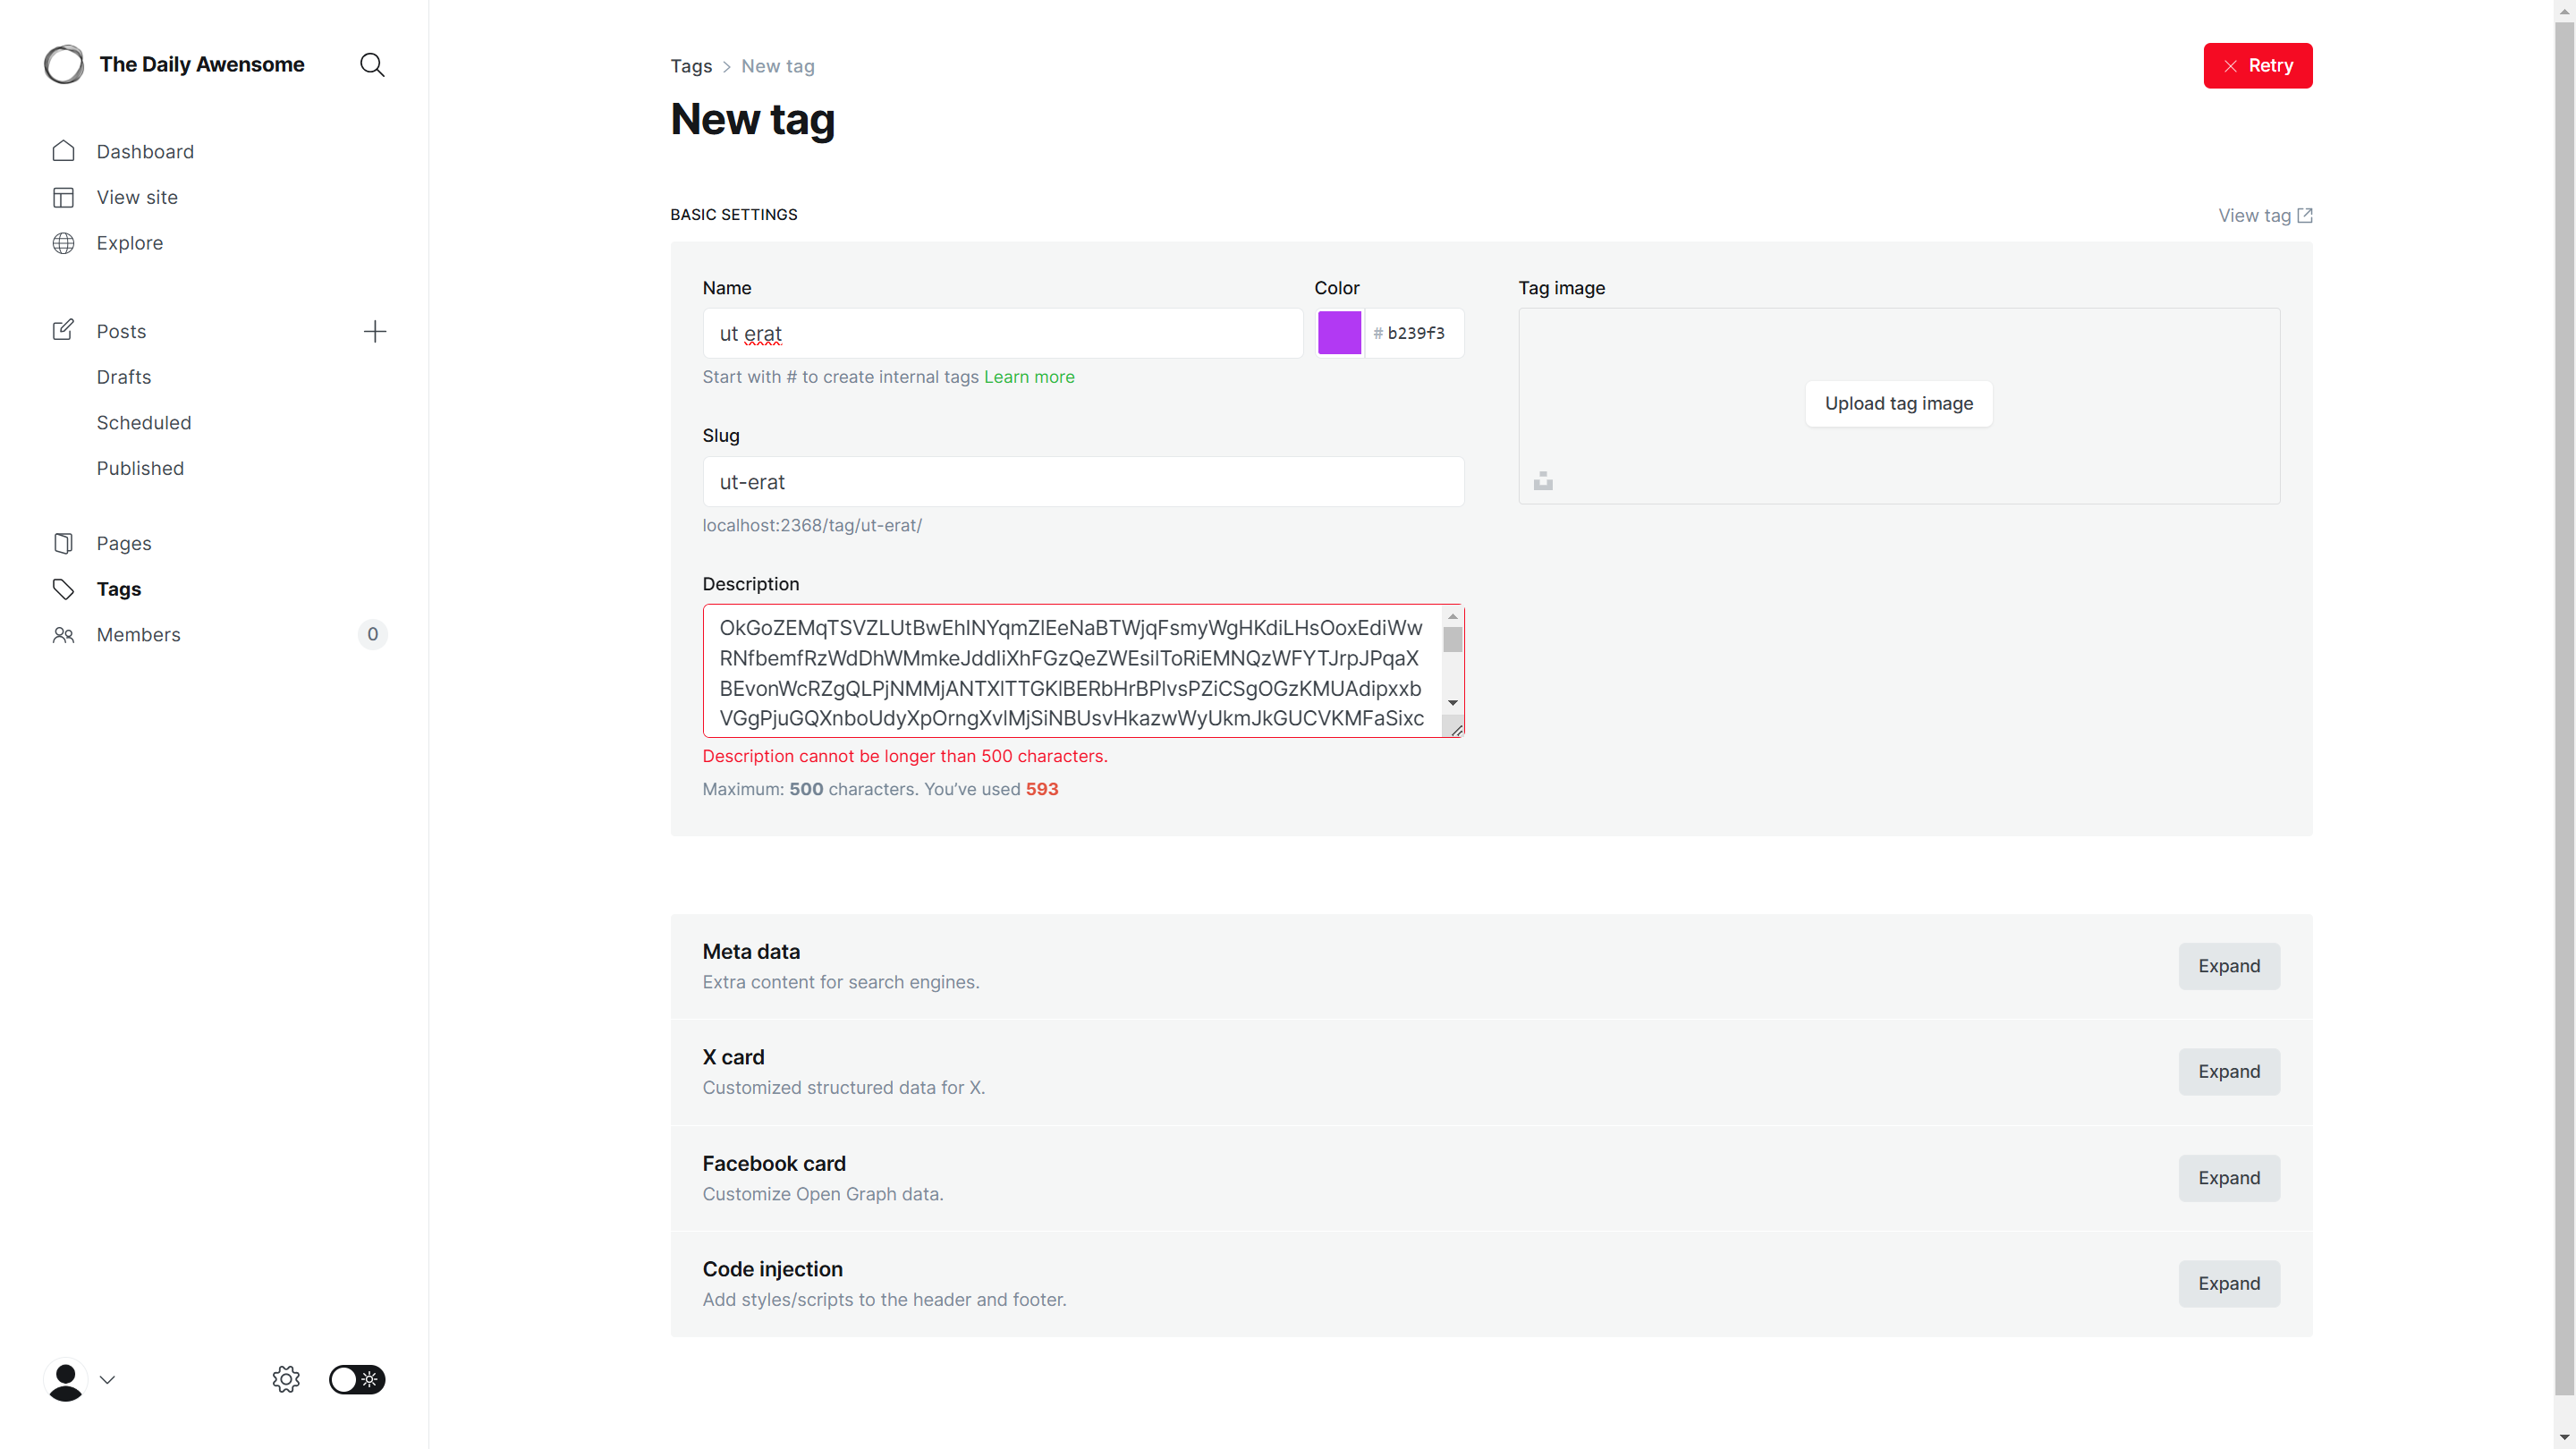 The Daily Awensome
Dashboard
View site
Explore
Posts
Drafts
Scheduled
Published
Pages
Tags
Members
0
Tags > New tag
Retry
New tag
BASIC SETTINGS
View tag
Name
ut erat
Start with # to create internal tags Learn more
Color
# b239f3
Tag image
Upload tag image
Slug
ut-erat
localhost:2368/tag/ut-erat/
Description
OkGoZEMqTSVZLUtBwEhINYqmZlEeNaBTWjqFsmyWgHKdiLHsOoxEdiWw
RNfbemfRzWdDhWMmkeJddIiXhFGzQeZWEsilToRiEMNQzWFYTJrpJPqaX
BEvonWcRZgQLPjNMMjANTXlTTGKlBERbHrBPlvsPZiCSgOGzKMUAdipxxb
VGgPjuGQXnboUdyXpOrngXvlMjSiNBUsvHkazwWyUkmJkGUCVKMFaSixc
Description cannot be longer than 500 characters.
Maximum: 500 characters. You’ve used 593
Meta data
Extra content for search engines.
Expand
X card
Customized structured data for X.
Expand
Facebook card
Customize Open Graph data.
Expand
Code injection
Add styles/scripts to the header and footer.
Expand